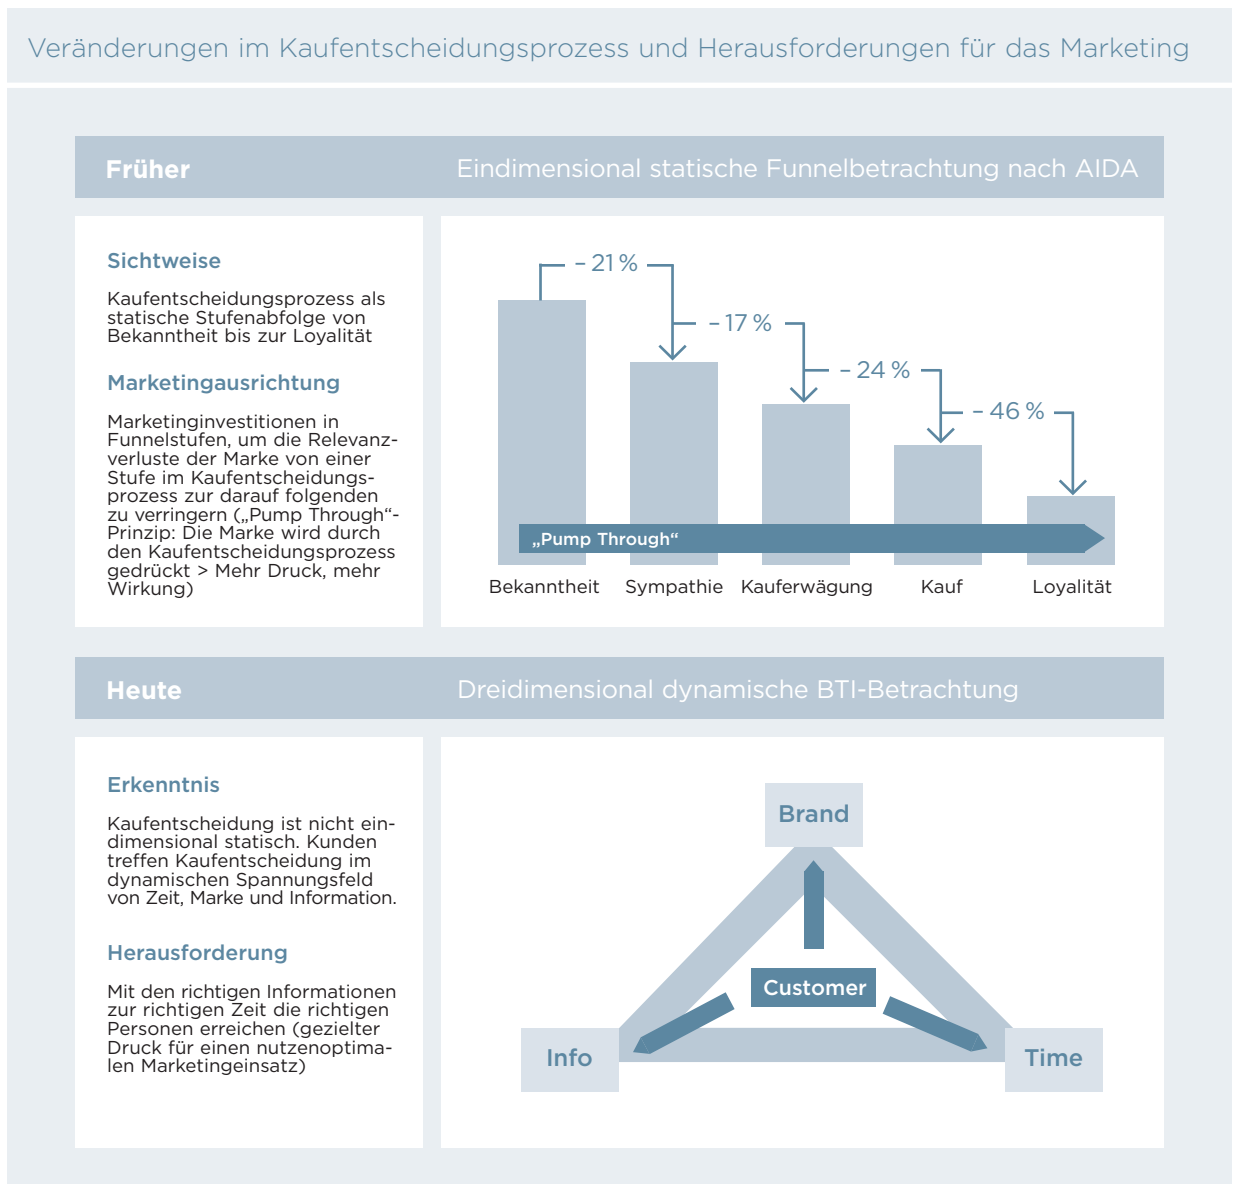 Veränderungen im Kaufentscheidungsprozess und Herausforderungen für das Marketing
Früher
Eindimensional statische Funnelbetrachtung nach AIDA
Sichtweise
Kaufentscheidungsprozess als
statische Stufenabfolge von
Bekanntheit bis zur Loyalität
Marketingausrichtung
Marketinginvestitionen in
Funnelstufen, um die Relevanz-
verluste der Marke von einer
Stufe im Kaufentscheidungs-
prozess zur darauf folgenden
zu verringern („Pump Through“-
Prinzip: Die Marke wird durch
den Kaufentscheidungsprozess
gedrückt > Mehr Druck, mehr
Wirkung)
– 21 %
– 17 %
– 24 %
– 46 %
„Pump Through“
Bekanntheit Sympathie Kauferwägung Kauf Loyalität
Heute
Dreidimensional dynamische BTI-Betrachtung
Erkenntnis
Kaufentscheidung ist nicht ein-
dimensional statisch. Kunden
treffen Kaufentscheidung im
dynamischen Spannungsfeld
von Zeit, Marke und Information.
Herausforderung
Mit den richtigen Informationen
zur richtigen Zeit die richtigen
Personen erreichen (gezielter
Druck für einen nutzenoptima-
len Marketingeinsatz)
Brand
Customer
Info
Time